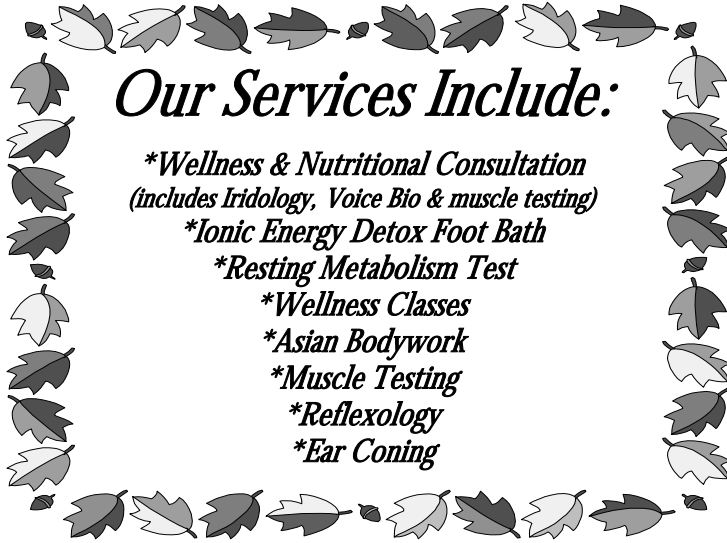 Our Services Include:
*Wellness & Nutritional Consultation
(includes Iridology, Voice Bio & muscle testing)
*Ionic Energy Detox Foot Bath
*Resting Metabolism Test
*Wellness Classes
*Asian Bodywork
*Muscle Testing
*Reflexology
*Ear Coning